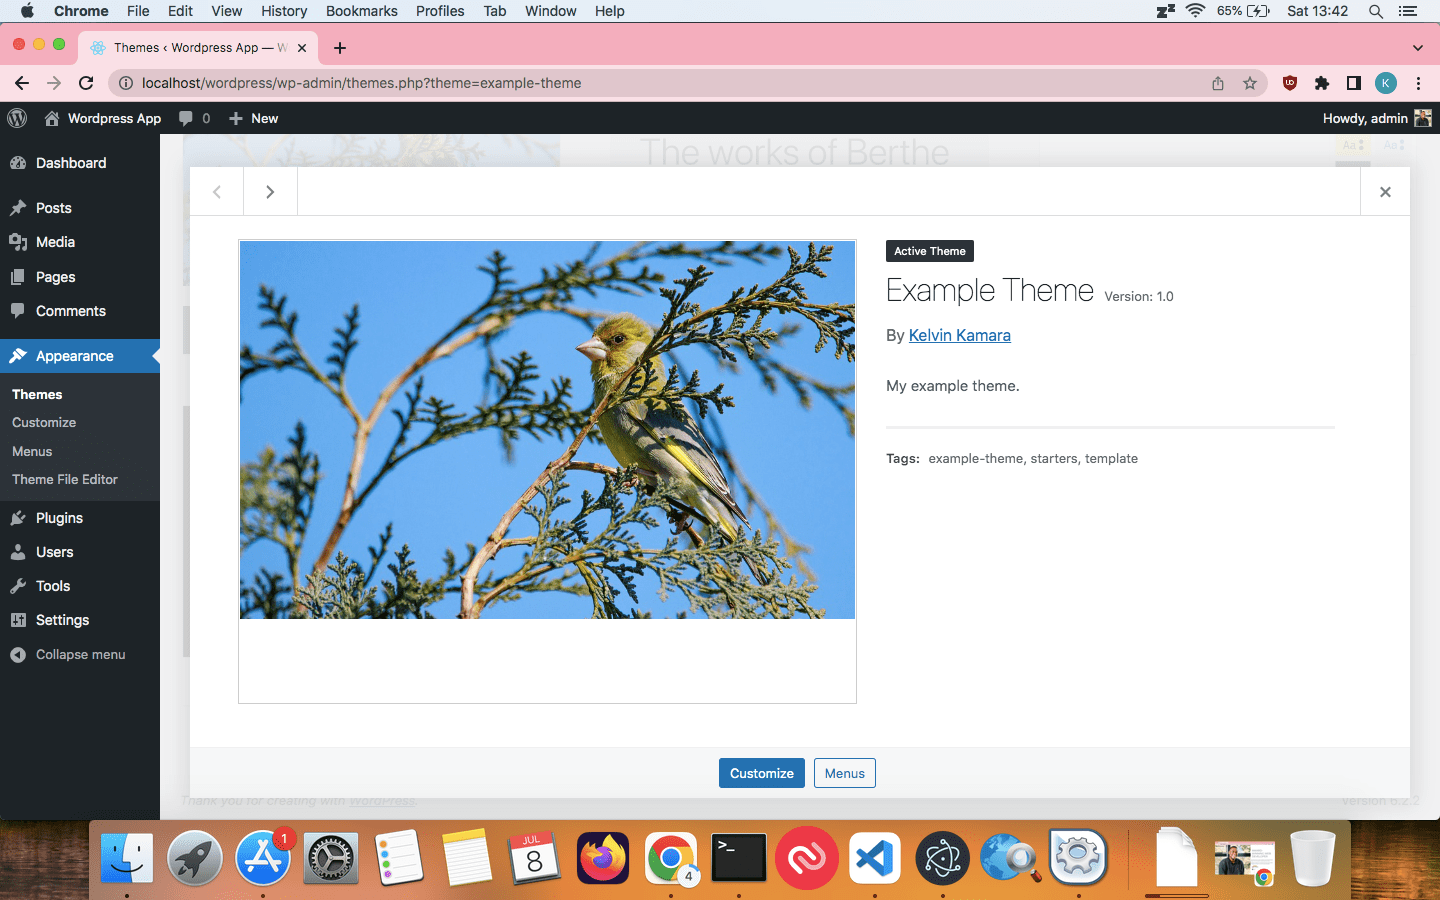 Chrome File Edit View History Bookmarks Profiles Tab Window Help 65% Sat 13:42
Themes ‹ Wordpress App — W
localhost/wordpress/wp-admin/themes.php?theme=example-theme K
Wordpress App 0 New Howdy, admin
The works of Berthe Aa Aa
Dashboard
Posts
Media
Pages
Comments
Appearance
Themes
Customize
Menus
Theme File Editor
Plugins
Users
Tools
Settings
Collapse menu
Active Theme
Example Theme Version: 1.0
By Kelvin Kamara
My example theme.
Tags: example-theme, starters, template
Customize Menus
Thank you for creating with WordPress. Version 6.2.2
1 JUL 8 4 >_